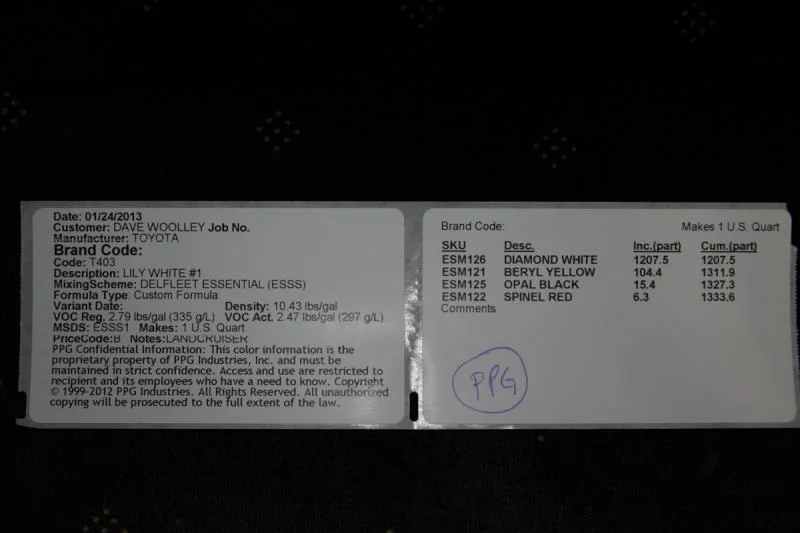 Date: 01/24/2013
Customer: DAVE WOOLLEY Job No.
Manufacturer: TOYOTA
Brand Code:
Code: T403
Description: LILY WHITE #1
MixingScheme: DELFLEET ESSENTIAL (ESSS)
Formula Type: Custom Formula
Variant Date: Density: 10.43 lbs/gal
VOC Reg. 2.79 lbs/gal (335 g/L) VOC Act. 2.47 lbs/gal (297 g/L)
MSDS: ESSS1 Makes: 1 U.S. Quart
PriceCode:B Notes:LANDCRUISER
PPG Confidential Information: This color information is the
proprietary property of PPG Industries, Inc. and must be
maintained in strict confidence. Access and use are restricted to
recipient and its employees who have a need to know. Copyright
© 1999-2012 PPG Industries. All Rights Reserved. All unauthorized
copying will be prosecuted to the full extent of the law.
Brand Code: Makes 1 U.S. Quart
SKU Desc. Inc.(part) Cum.(part)
ESM126 DIAMOND WHITE 1207.5 1207.5
ESM121 BERYL YELLOW 104.4 1311.9
ESM125 OPAL BLACK 15.4 1327.3
ESM122 SPINEL RED 6.3 1333.6
Comments
PPG